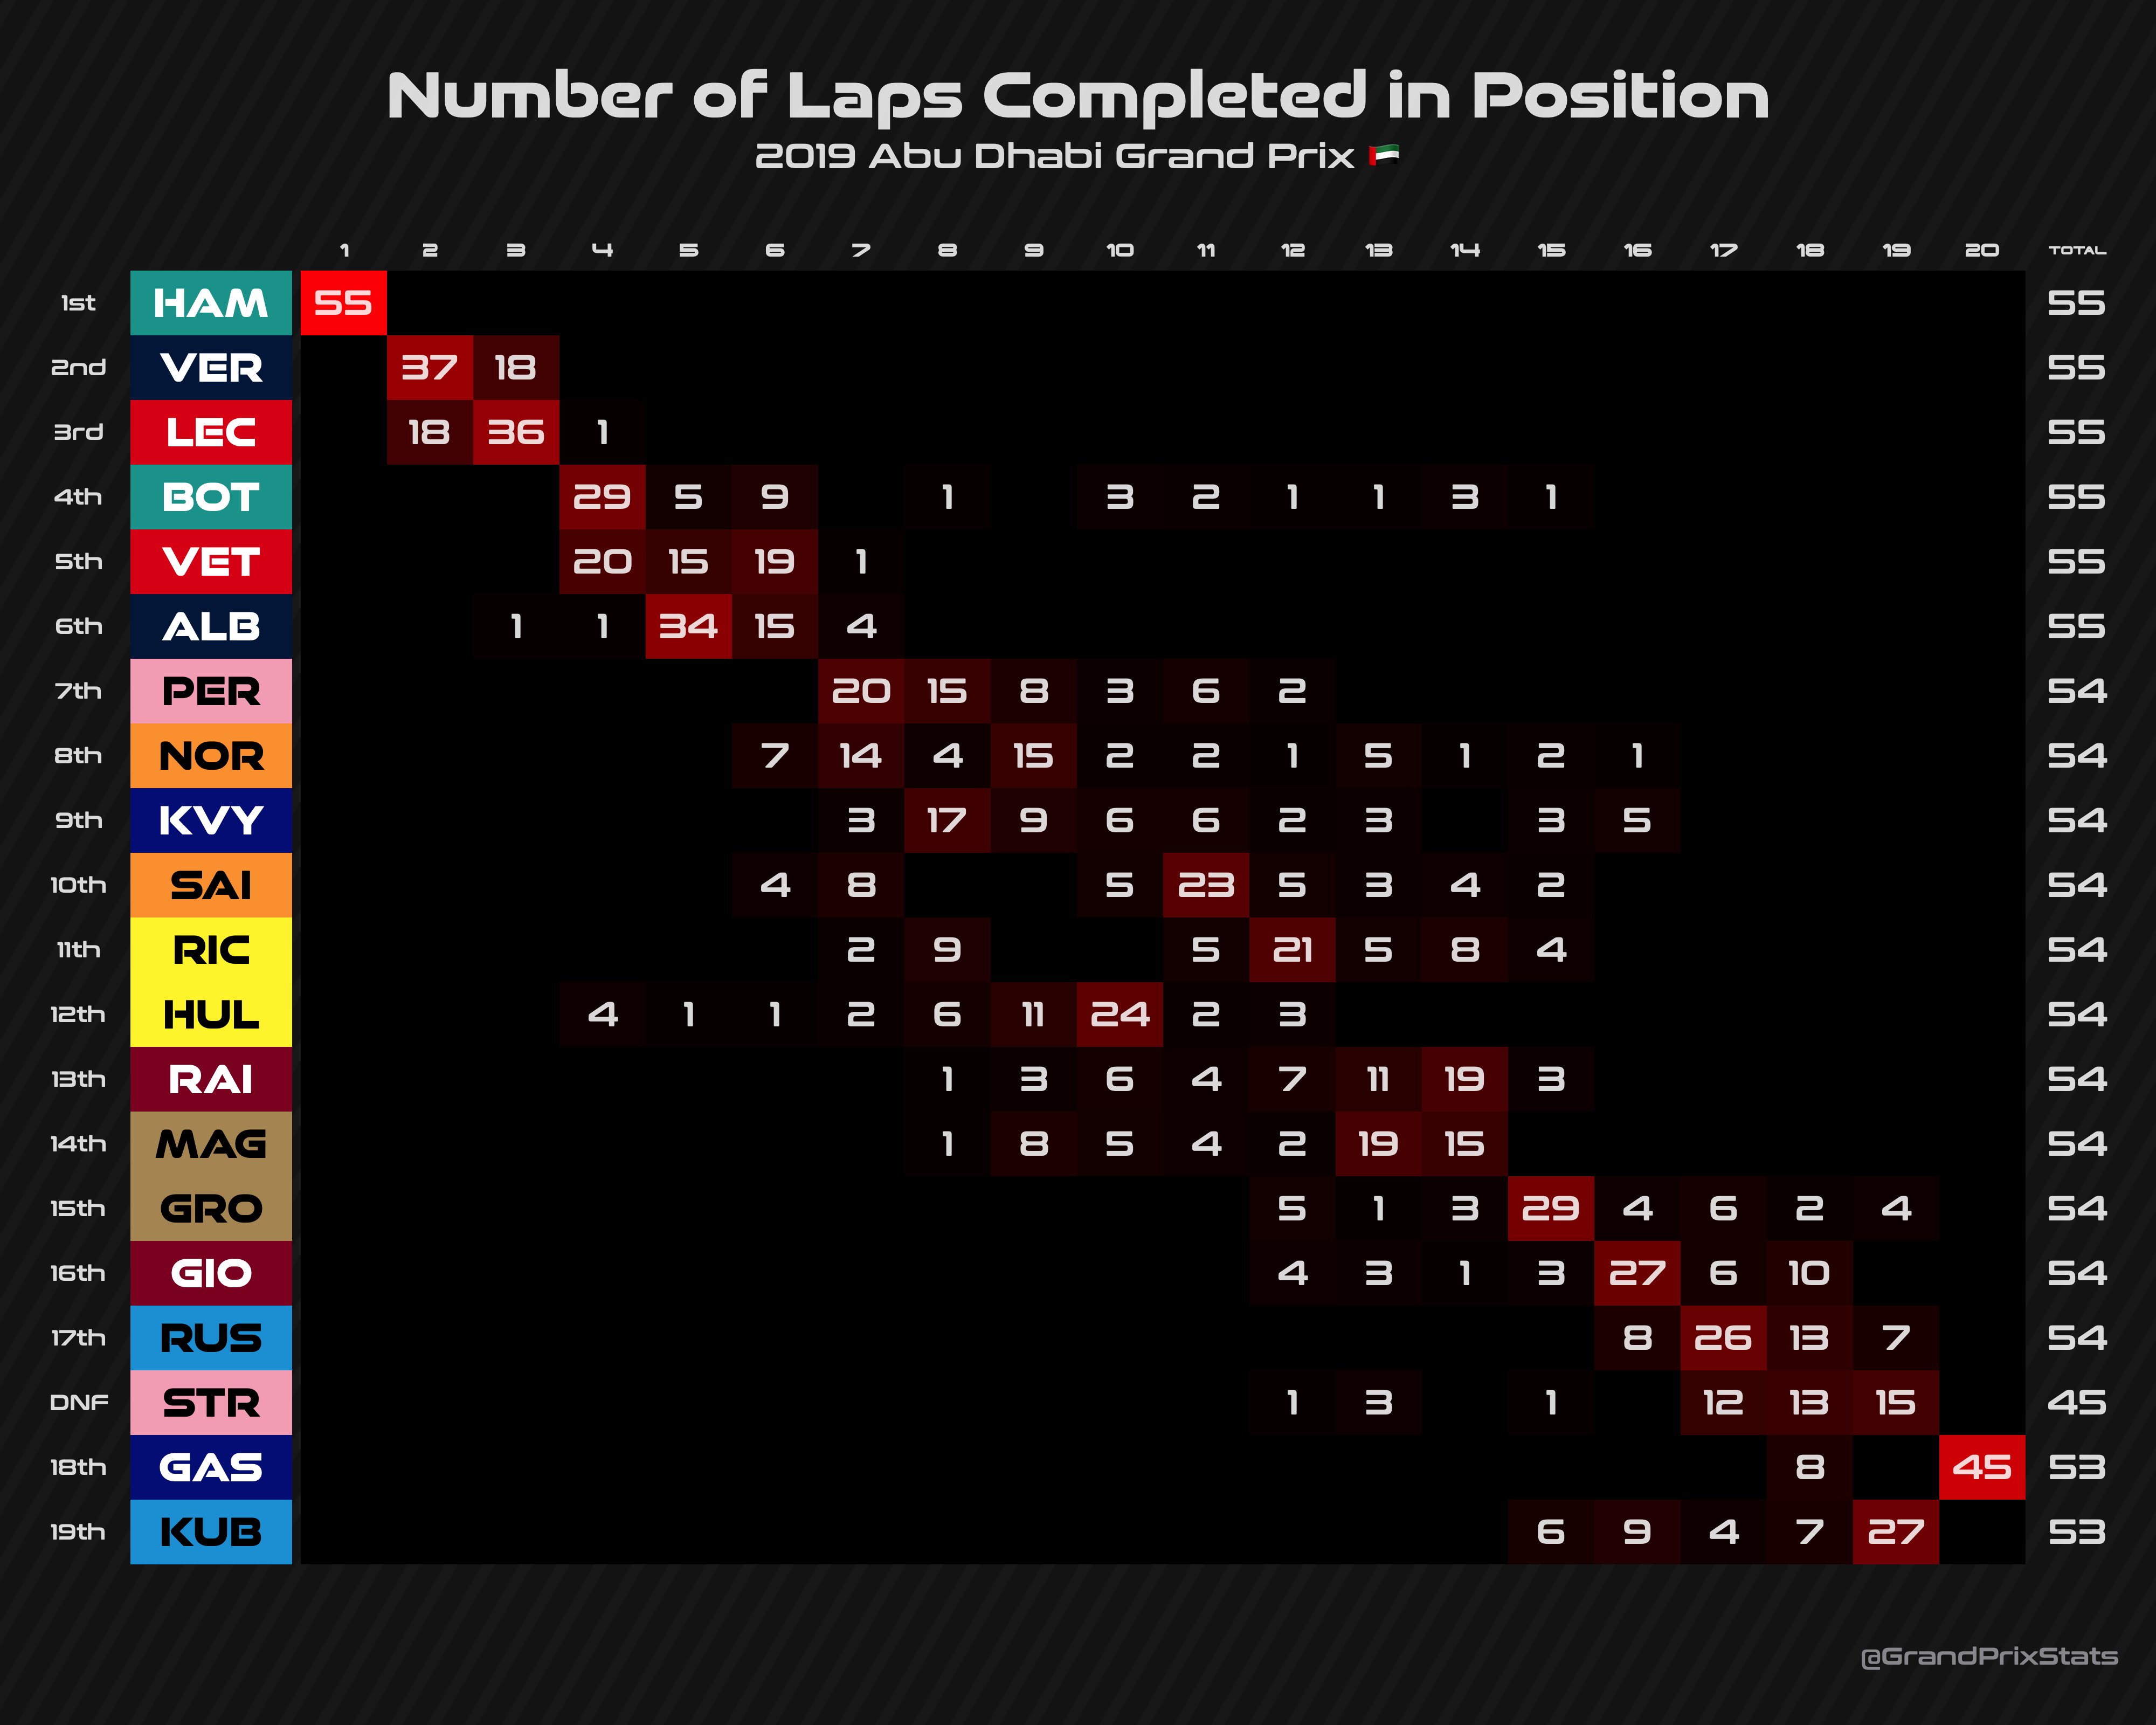 Number of Laps Completed in Position
2019 Abu Dhabi Grand Prix 🇦🇪
1 2 3 4 5 6 7 8 9 10 11 12 13 14 15 16 17 18 19 20 TOTAL
1st HAM 55 55
2nd VER 37 18 55
3rd LEC 18 36 1 55
4th BOT 29 5 9 1 3 2 1 1 3 1 55
5th VET 20 15 19 1 55
6th ALB 1 1 34 15 4 55
7th PER 20 15 8 3 6 2 54
8th NOR 7 14 4 15 2 2 1 5 1 2 1 54
9th KVY 3 17 9 6 6 2 3 3 5 54
10th SAI 4 8 5 23 5 3 4 2 54
11th RIC 2 9 5 21 5 8 4 54
12th HUL 4 1 1 2 6 11 24 2 3 54
13th RAI 1 3 6 4 7 11 19 3 54
14th MAG 1 8 5 4 2 19 15 54
15th GRO 5 1 3 29 4 6 2 4 54
16th GIO 4 3 1 3 27 6 10 54
17th RUS 8 26 13 7 54
DNF STR 1 3 1 12 13 15 45
18th GAS 8 45 53
19th KUB 6 9 4 7 27 53
@GrandPrixStats